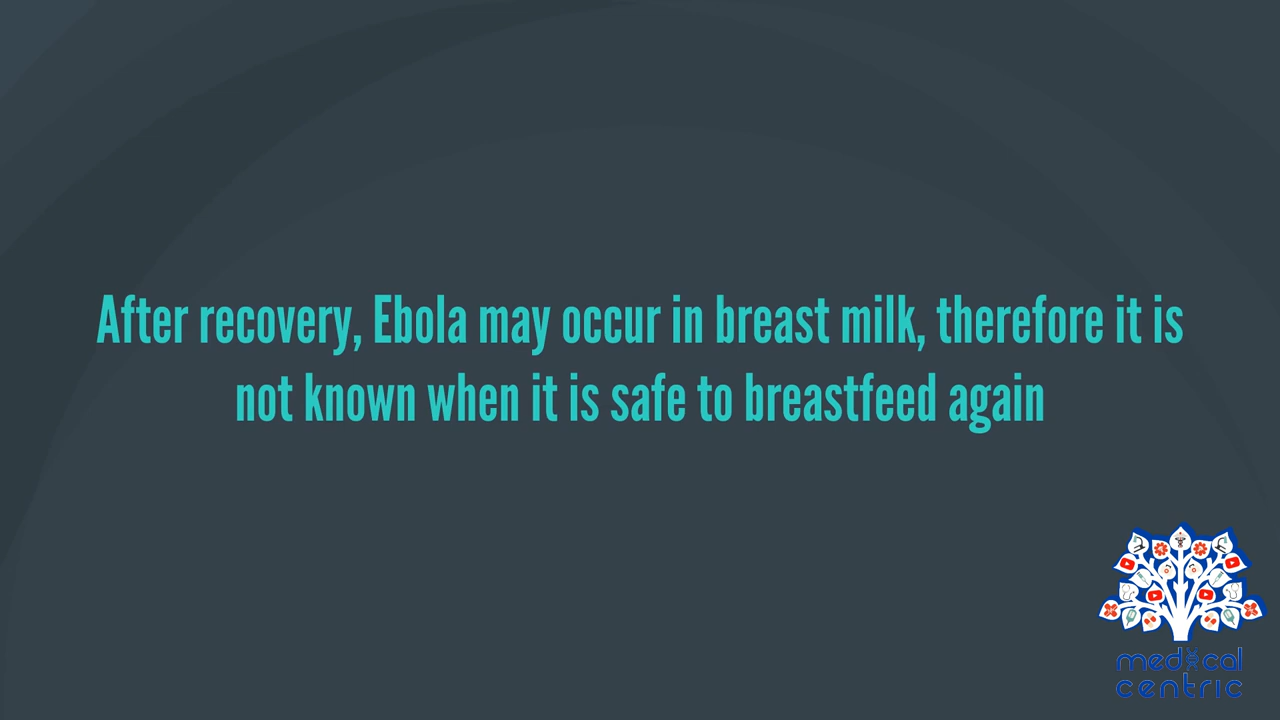 After recovery, Ebola may occur in breast milk, therefore it is
not known when it is safe to breastfeed again
medical
centric